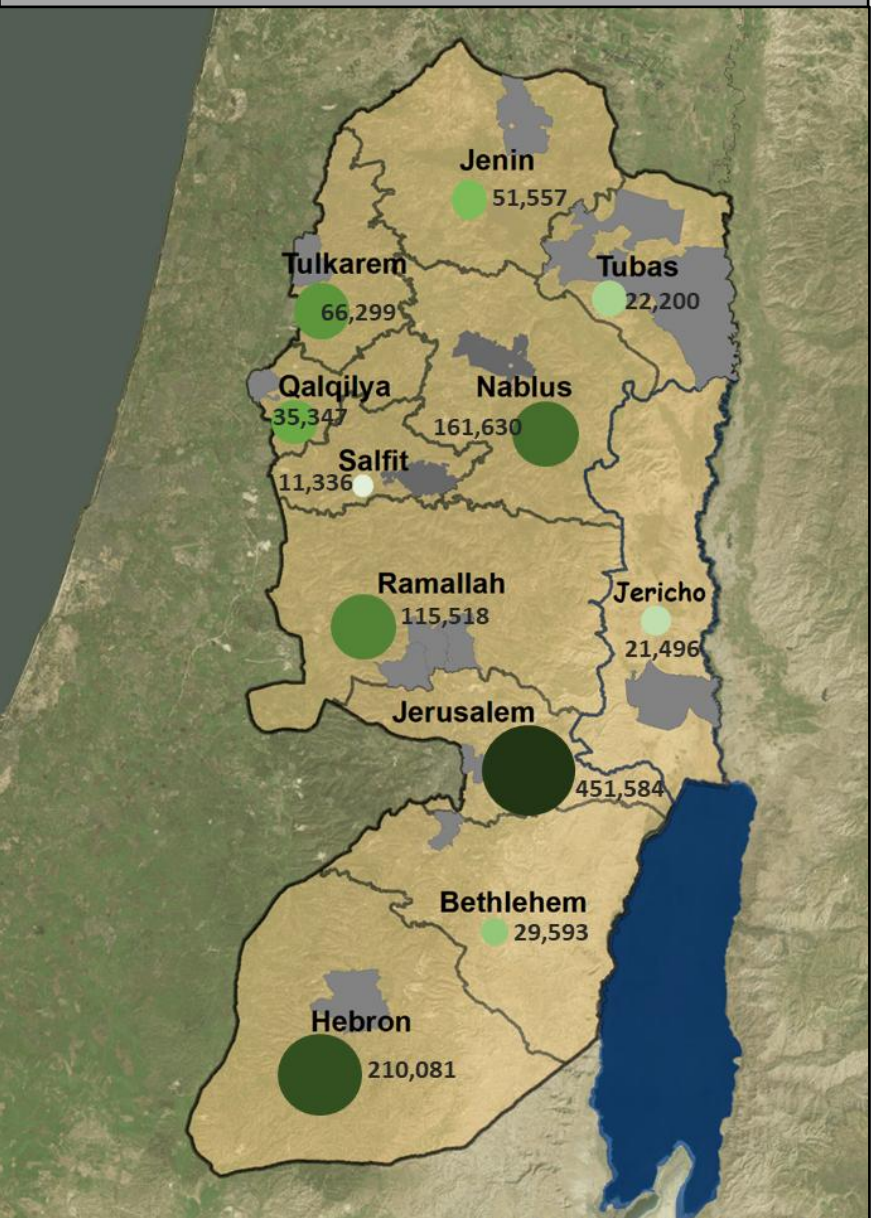 Jenin
51,557
Tulkarem
66,299
Tubas
22,200
Qalqilya
35,347
Nablus
161,630
Salfit
11,336
Ramallah
115,518
Jericho
21,496
Jerusalem
451,584
Bethlehem
29,593
Hebron
210,081